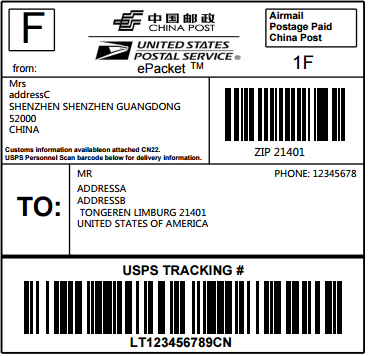 F
中国邮政
CHINA POST
UNITED STATES
POSTAL SERVICE®
ePacket ™
Airmail
Postage Paid
China Post
1F
from:
Mrs
addressC
SHENZHEN SHENZHEN GUANGDONG
52000
CHINA
Customs information availableon attached CN22.
USPS Personnel Scan barcode below for delivery information.
ZIP 21401
TO:
MR
PHONE: 12345678
ADDRESSA
ADDRESSB
TONGEREN LIMBURG 21401
UNITED STATES OF AMERICA
USPS TRACKING #
LT123456789CN